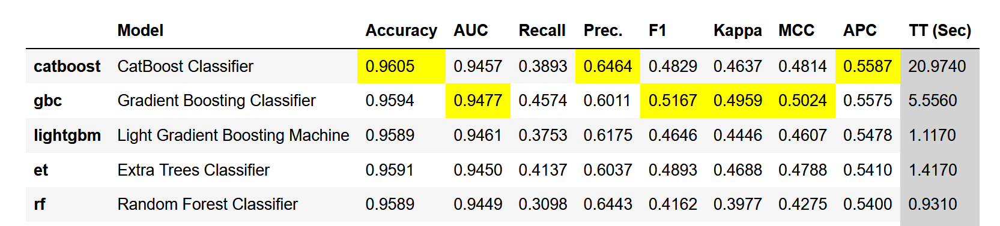 Model Accuracy AUC Recall Prec. F1 Kappa MCC APC TT (Sec)
catboost CatBoost Classifier 0.9605 0.9457 0.3893 0.6464 0.4829 0.4637 0.4814 0.5587 20.9740
gbc Gradient Boosting Classifier 0.9594 0.9477 0.4574 0.6011 0.5167 0.4959 0.5024 0.5575 5.5560
lightgbm Light Gradient Boosting Machine 0.9589 0.9461 0.3753 0.6175 0.4646 0.4446 0.4607 0.5478 1.1170
et Extra Trees Classifier 0.9591 0.9450 0.4137 0.6037 0.4893 0.4688 0.4788 0.5410 1.4170
rf Random Forest Classifier 0.9589 0.9449 0.3098 0.6443 0.4162 0.3977 0.4275 0.5400 0.9310